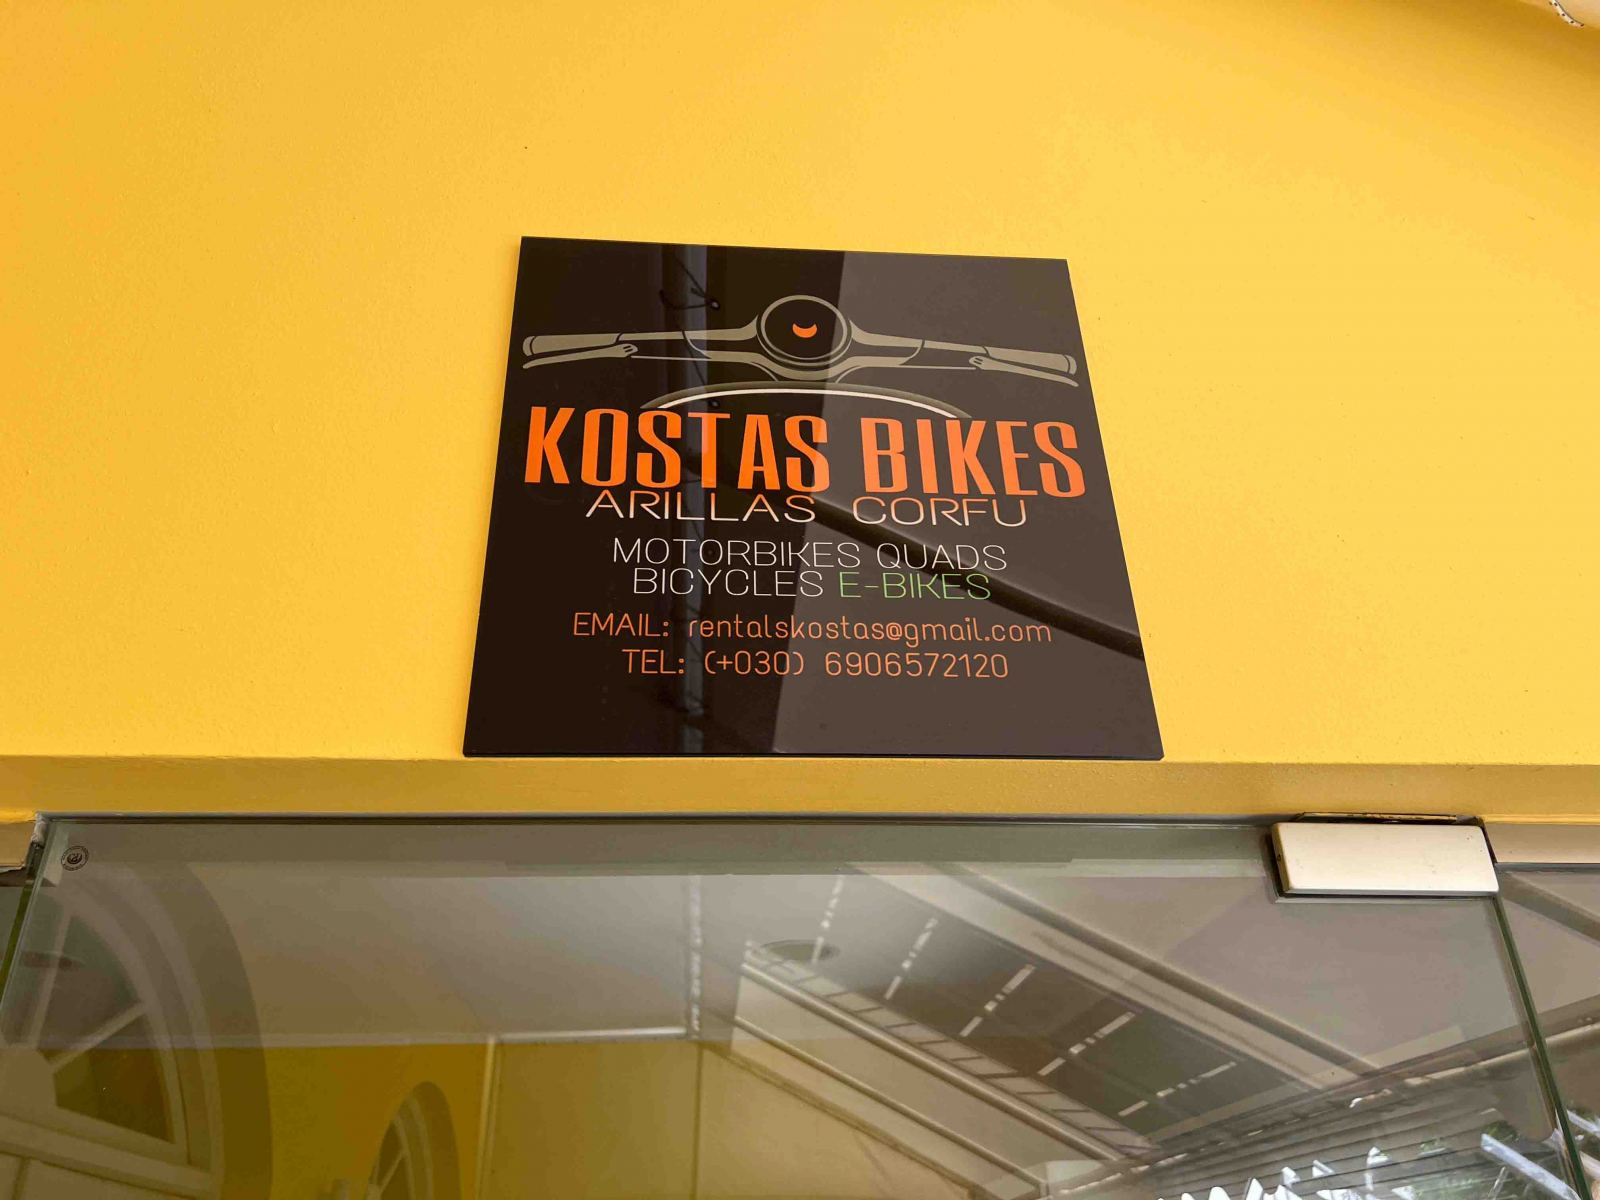 KOSTAS BIKES
ARILLAS CORFU
MOTORBIKES QUADS
BICYCLES E-BIKES
EMAIL: rentalskostas@gmail.com
TEL: (+030) 6906572120